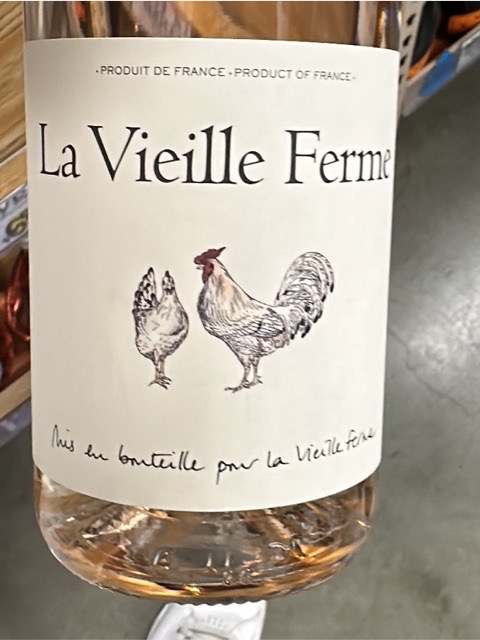 ·PRODUIT DE FRANCE·PRODUCT OF FRANCE·
La Vieille Ferme
Mis en bouteille pour la Vieille Ferme